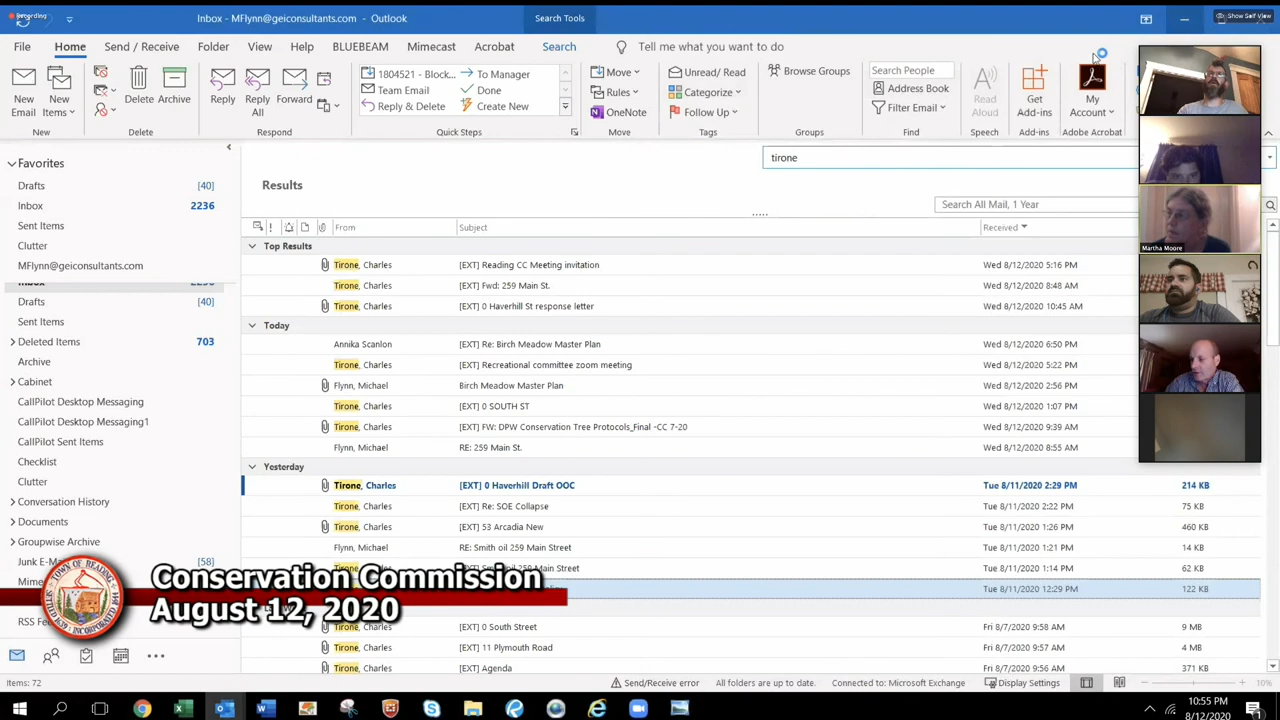 Recording
Inbox - MFlynn@geiconsultants.com - Outlook
Search Tools
Show Self View
File Home Send / Receive Folder View Help BLUEBEAM Mimecast Acrobat Search Tell me what you want to do
New Email
New Items
Delete
Archive
Reply
Reply All
Forward
1804521 - Block...
To Manager
Team Email
Done
Reply & Delete
Create New
Move
Rules
OneNote
Unread/ Read
Categorize
Follow Up
Browse Groups
Search People
Address Book
Filter Email
Read Aloud
Get Add-ins
My Account
New Delete Respond Quick Steps Move Tags Groups Find Speech Add-ins Adobe Acrobat
Favorites
Drafts [40]
Inbox 2236
Sent Items
Clutter
MFlynn@geiconsultants.com
Inbox 2236
Drafts [40]
Sent Items
Deleted Items 703
Archive
Cabinet
CallPilot Desktop Messaging
CallPilot Desktop Messaging1
CallPilot Sent Items
Checklist
Clutter
Conversation History
Documents
Groupwise Archive
Junk E-M [58]
Mime
RSS Fe
tirone
Results
Search All Mail, 1 Year
From Subject Received
Top Results
Tirone, Charles [EXT] Reading CC Meeting invitation Wed 8/12/2020 5:16 PM
Tirone, Charles [EXT] Fwd: 259 Main St. Wed 8/12/2020 8:48 AM
Tirone, Charles [EXT] 0 Haverhill St response letter Wed 8/12/2020 10:45 AM
Today
Annika Scanlon [EXT] Re: Birch Meadow Master Plan Wed 8/12/2020 6:50 PM
Tirone, Charles [EXT] Recreational committee zoom meeting Wed 8/12/2020 5:22 PM
Flynn, Michael Birch Meadow Master Plan Wed 8/12/2020 2:56 PM
Tirone, Charles [EXT] 0 SOUTH ST Wed 8/12/2020 1:07 PM
Tirone, Charles [EXT] FW: DPW Conservation Tree Protocols_Final -CC 7-20 Wed 8/12/2020 9:39 AM
Flynn, Michael RE: 259 Main St. Wed 8/12/2020 8:55 AM
Yesterday
Tirone, Charles [EXT] 0 Haverhill Draft OOC Tue 8/11/2020 2:29 PM 214 KB
Tirone, Charles [EXT] Re: SOE Collapse Tue 8/11/2020 2:22 PM 75 KB
Tirone, Charles [EXT] 53 Arcadia New Tue 8/11/2020 1:26 PM 460 KB
Flynn, Michael RE: Smith oil 259 Main Street Tue 8/11/2020 1:21 PM 14 KB
259 Main Street Tue 8/11/2020 1:14 PM 62 KB
Tue 8/11/2020 12:29 PM 122 KB
Tirone, Charles [EXT] 0 South Street Fri 8/7/2020 9:58 AM 9 MB
Tirone, Charles [EXT] 11 Plymouth Road Fri 8/7/2020 9:57 AM 4 MB
Tirone, Charles [EXT] Agenda Fri 8/7/2020 9:56 AM 371 KB
Martha Moore
TOWN OF READING
INCORPORATED
Conservation Commission
August 12, 2020
Items: 72
Send/Receive error All folders are up to date. Connected to: Microsoft Exchange Display Settings 10%
10:55 PM
8/12/2020